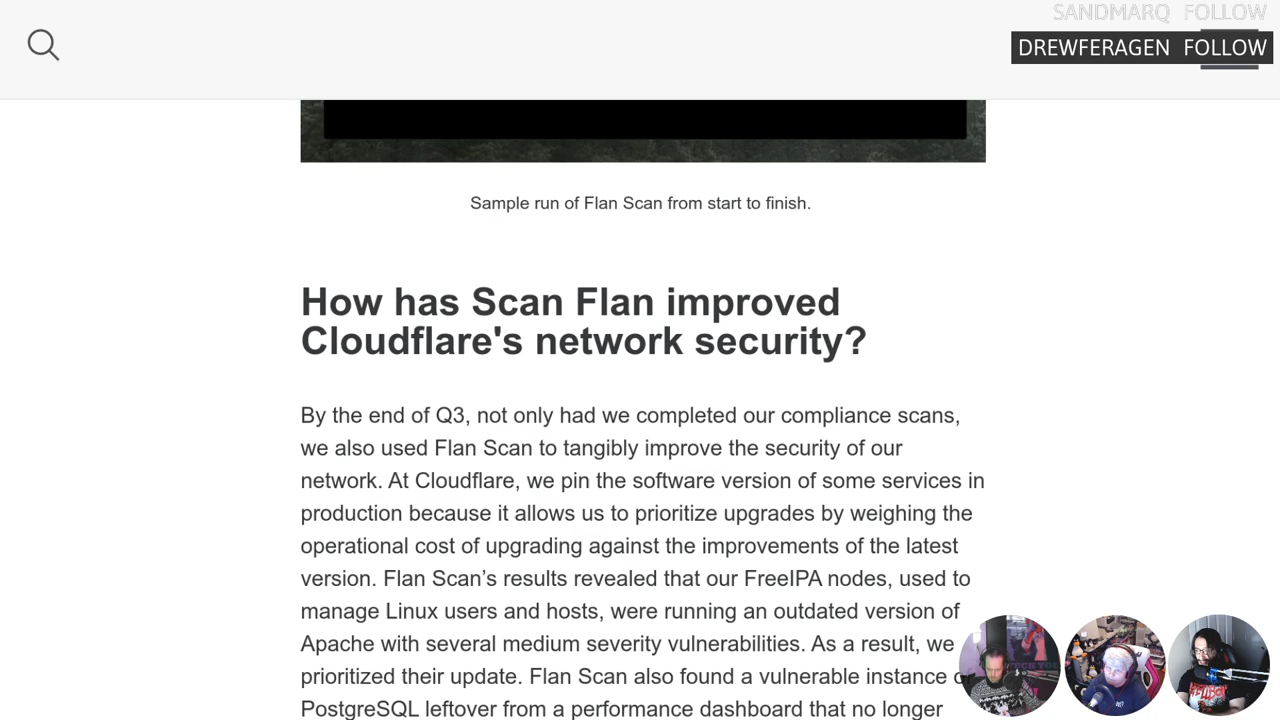 SANDMARQ FOLLOW
DREWFERAGEN FOLLOW
Sample run of Flan Scan from start to finish.
How has Scan Flan improved
Cloudflare's network security?
By the end of Q3, not only had we completed our compliance scans,
we also used Flan Scan to tangibly improve the security of our
network. At Cloudflare, we pin the software version of some services in
production because it allows us to prioritize upgrades by weighing the
operational cost of upgrading against the improvements of the latest
version. Flan Scan’s results revealed that our FreeIPA nodes, used to
manage Linux users and hosts, were running an outdated version of
Apache with several medium severity vulnerabilities. As a result, we
prioritized their update. Flan Scan also found a vulnerable instance
PostgreSQL leftover from a performance dashboard that no longer